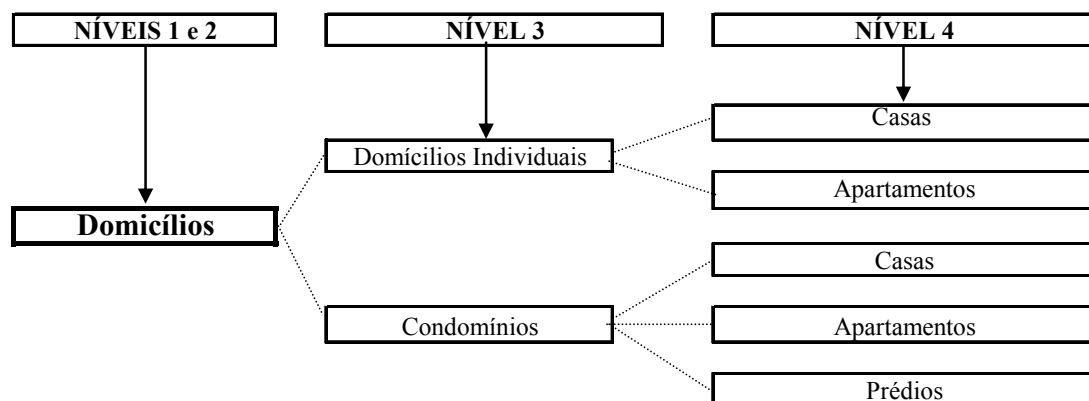 NÍVEIS 1 e 2
NÍVEL 3
NÍVEL 4
Casas
Domícilios Individuais
Apartamentos
Domicílios
Casas
Condomínios
Apartamentos
Prédios